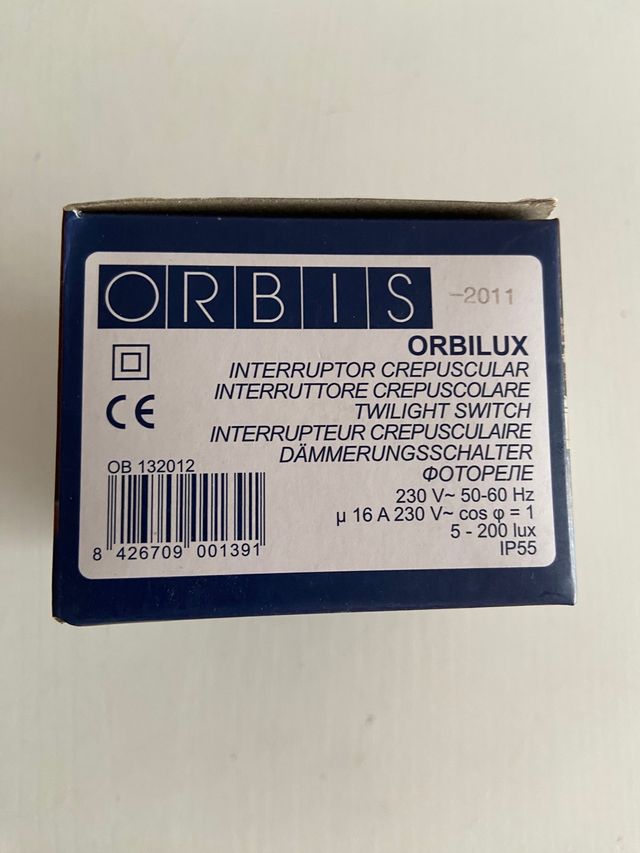 ORBIS
-2011
ORBILUX
INTERRUPTOR CREPUSCULAR
INTERRUTTORE CREPUSCOLARE
TWILIGHT SWITCH
INTERRUPTEUR CREPUSCULAIRE
DÄMMERUNGSSCHALTER
ФОТОРЕЛЕ
230 V~ 50-60 Hz
µ 16 A 230 V~ cos φ = 1
5 - 200 lux
IP55
CE
OB 132012
8 426709 001391